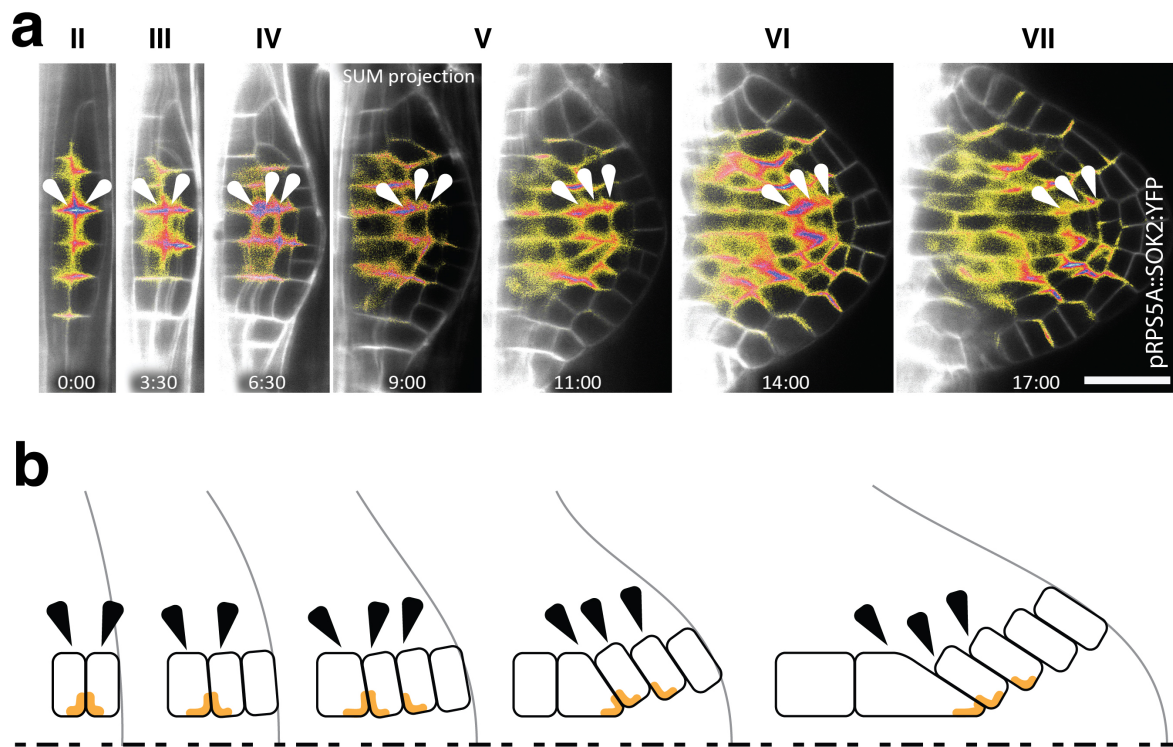 a
II III IV V VI VII
SUM projection
0:00 3:30 6:30 9:00 11:00 14:00 17:00
pRPS5A::SOK2::YFP
b